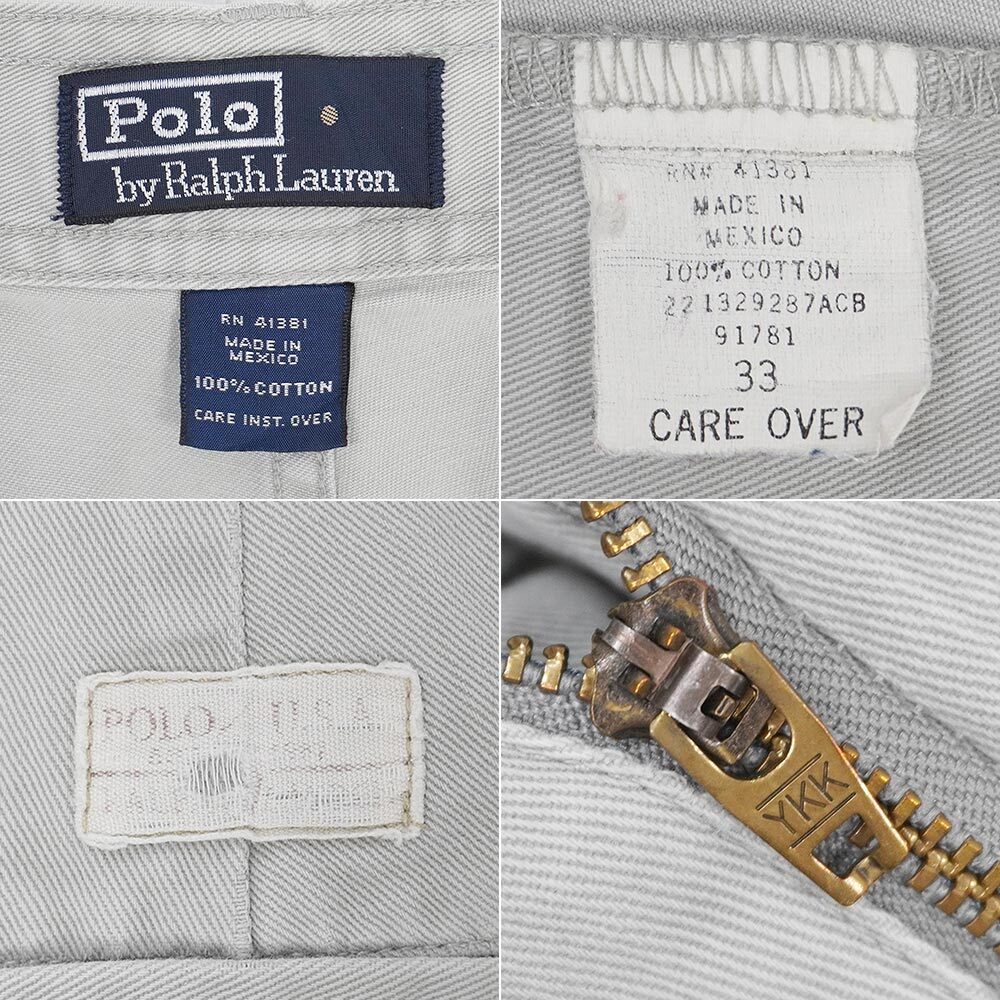 Polo
by Ralph Lauren
RN 41381
MADE IN
MEXICO
100% COTTON
CARE INST. OVER
RN# 41381
MADE IN
MEXICO
100% COTTON
221329287ACB
91781
33
CARE OVER
POLO
YKK